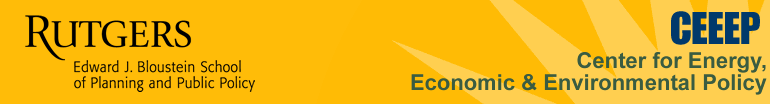 RUTGERS
Edward J. Bloustein School
of Planning and Public Policy
CEEEP
Center for Energy,
Economic & Environmental Policy